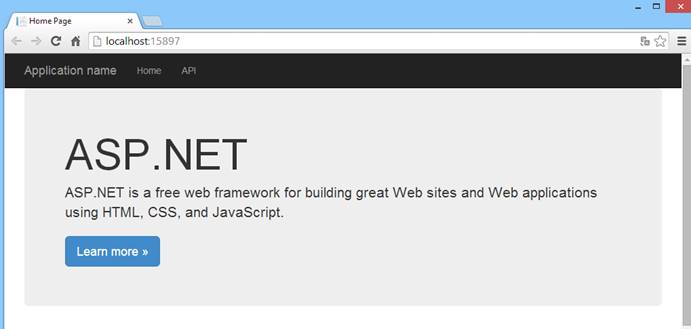 Home Page
localhost:15897
Application name Home API
ASP.NET
ASP.NET is a free web framework for building great Web sites and Web applications
using HTML, CSS, and JavaScript.
Learn more »